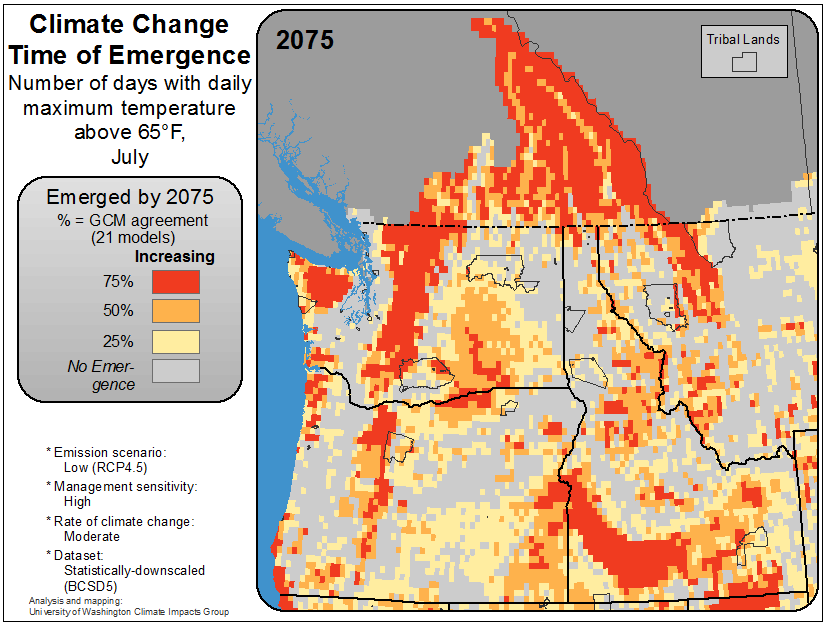 Climate Change
Time of Emergence
Number of days with daily
maximum temperature
above 65°F,
July
Emerged by 2075
% = GCM agreement
(21 models)
Increasing
75%
50%
25%
No Emer-
gence
* Emission scenario:
Low (RCP4.5)
* Management sensitivity:
High
* Rate of climate change:
Moderate
* Dataset:
Statistically-downscaled
(BCSD5)
Analysis and mapping:
University of Washington Climate Impacts Group
2075
Tribal Lands